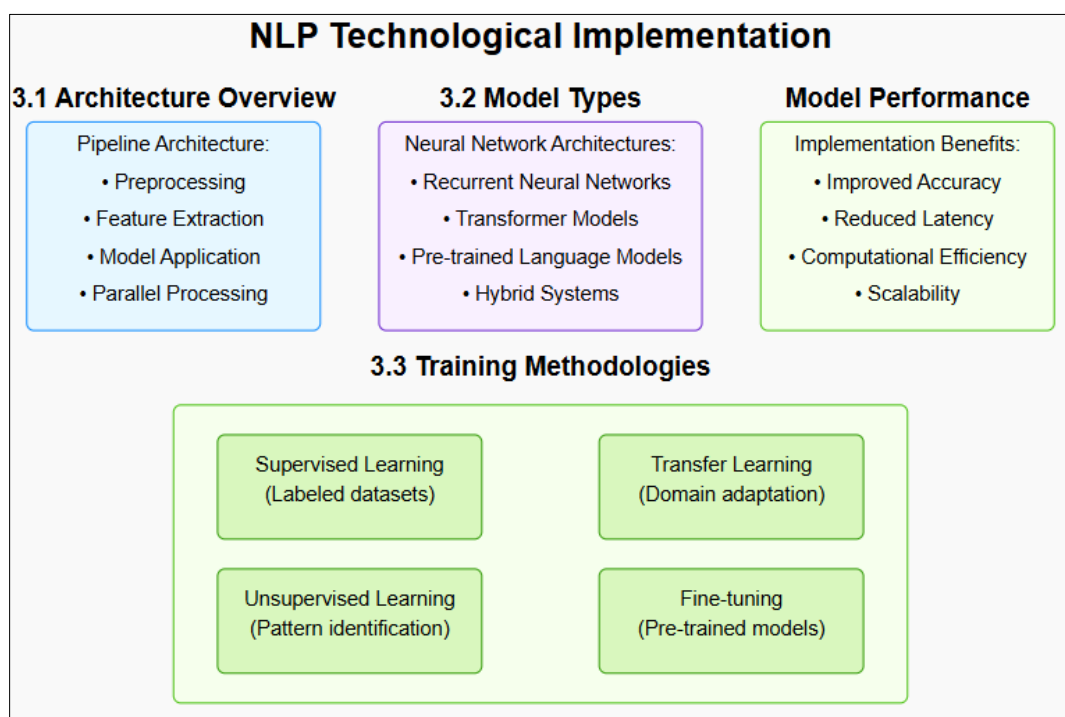 NLP Technological Implementation
3.1 Architecture Overview
Pipeline Architecture:
• Preprocessing
• Feature Extraction
• Model Application
• Parallel Processing
3.2 Model Types
Neural Network Architectures:
• Recurrent Neural Networks
• Transformer Models
• Pre-trained Language Models
• Hybrid Systems
Model Performance
Implementation Benefits:
• Improved Accuracy
• Reduced Latency
• Computational Efficiency
• Scalability
3.3 Training Methodologies
Supervised Learning
(Labeled datasets)
Transfer Learning
(Domain adaptation)
Unsupervised Learning
(Pattern identification)
Fine-tuning
(Pre-trained models)